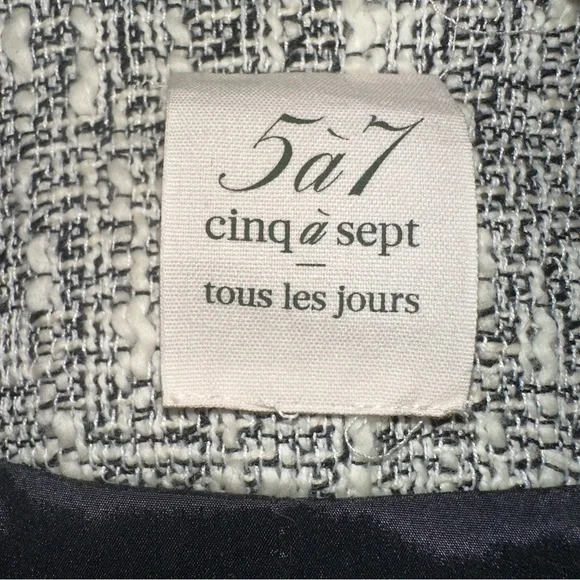 5à7
cinq à sept
tous les jours